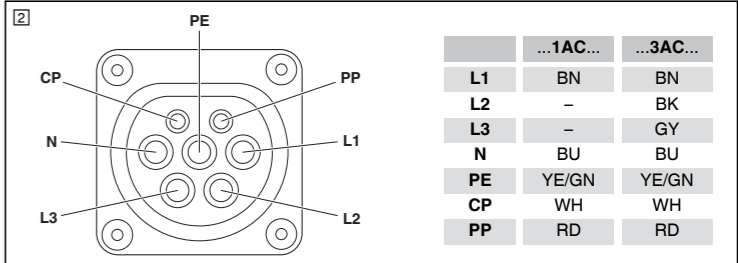 2
PE
CP
PP
N
L1
L3
L2
...1AC... ...3AC...
L1 BN BN
L2 – BK
L3 – GY
N BU BU
PE YE/GN YE/GN
CP WH WH
PP RD RD